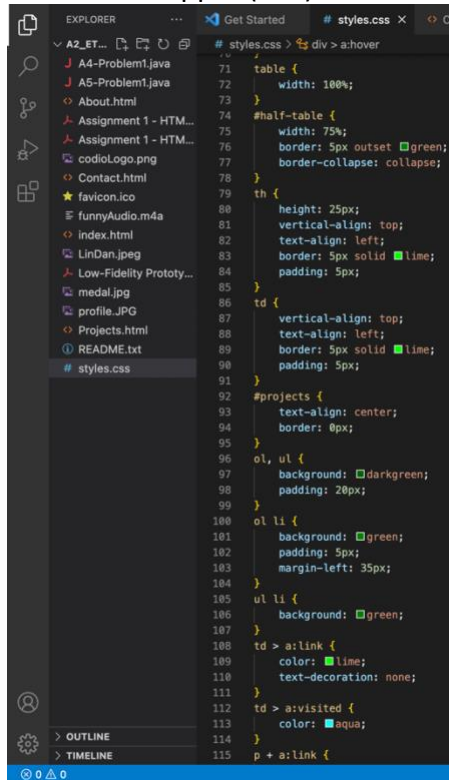 EXPLORER
...
Get Started
# styles.css ×
A2_ET...
# styles.css > div > a:hover
A4-Problem1.java
A5-Problem1.java
About.html
Assignment 1 - HTM...
Assignment 1 - HTM...
codioLogo.png
Contact.html
favicon.ico
funnyAudio.m4a
index.html
LinDan.jpeg
Low-Fidelity Prototy...
medal.jpg
profile.JPG
Projects.html
README.txt
# styles.css
OUTLINE
TIMELINE
0 0
71 table {
72 width: 100%;
73 }
74 #half-table {
75 width: 75%;
76 border: 5px outset green;
77 border-collapse: collapse;
78 }
79 th {
80 height: 25px;
81 vertical-align: top;
82 text-align: left;
83 border: 5px solid lime;
84 padding: 5px;
85 }
86 td {
87 vertical-align: top;
88 text-align: left;
89 border: 5px solid lime;
90 padding: 5px;
91 }
92 #projects {
93 text-align: center;
94 border: 0px;
95 }
96 ol, ul {
97 background: darkgreen;
98 padding: 20px;
99 }
100 ol li {
101 background: green;
102 padding: 5px;
103 margin-left: 35px;
104 }
105 ul li {
106 background: green;
107 }
108 td > a:link {
109 color: lime;
110 text-decoration: none;
111 }
112 td > a:visited {
113 color: aqua;
114 }
115 p + a:link {